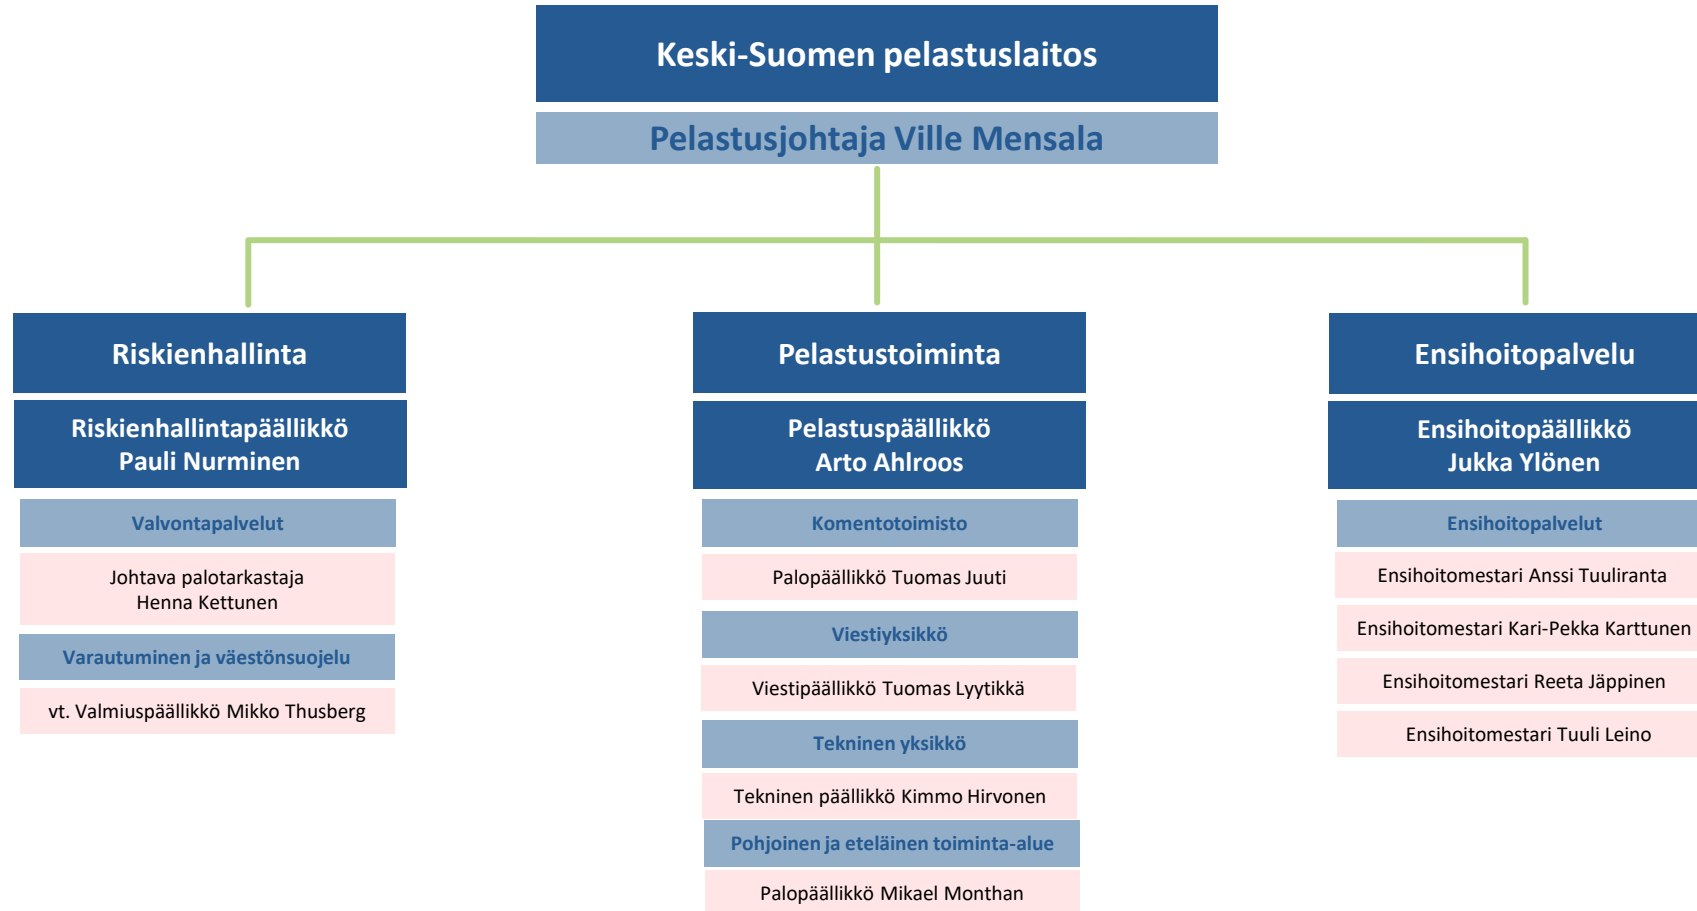 Keski-Suomen pelastuslaitos
Pelastusjohtaja Ville Mensala
Riskienhallinta
Riskienhallintapäällikkö
Pauli Nurminen
Valvontapalvelut
Johtava palotarkastaja
Henna Kettunen
Varautuminen ja väestönsuojelu
vt. Valmiuspäällikkö Mikko Thusberg
Pelastustoiminta
Pelastuspäällikkö
Arto Ahlroos
Komentotoimisto
Palopäällikkö Tuomas Juuti
Viestiyksikkö
Viestipäällikkö Tuomas Lyytikkä
Tekninen yksikkö
Tekninen päällikkö Kimmo Hirvonen
Pohjoinen ja eteläinen toiminta-alue
Palopäällikkö Mikael Monthan
Ensihoitopalvelu
Ensihoitopäällikkö
Jukka Ylönen
Ensihoitopalvelut
Ensihoitomestari Anssi Tuuliranta
Ensihoitomestari Kari-Pekka Karttunen
Ensihoitomestari Reeta Jäppinen
Ensihoitomestari Tuuli Leino